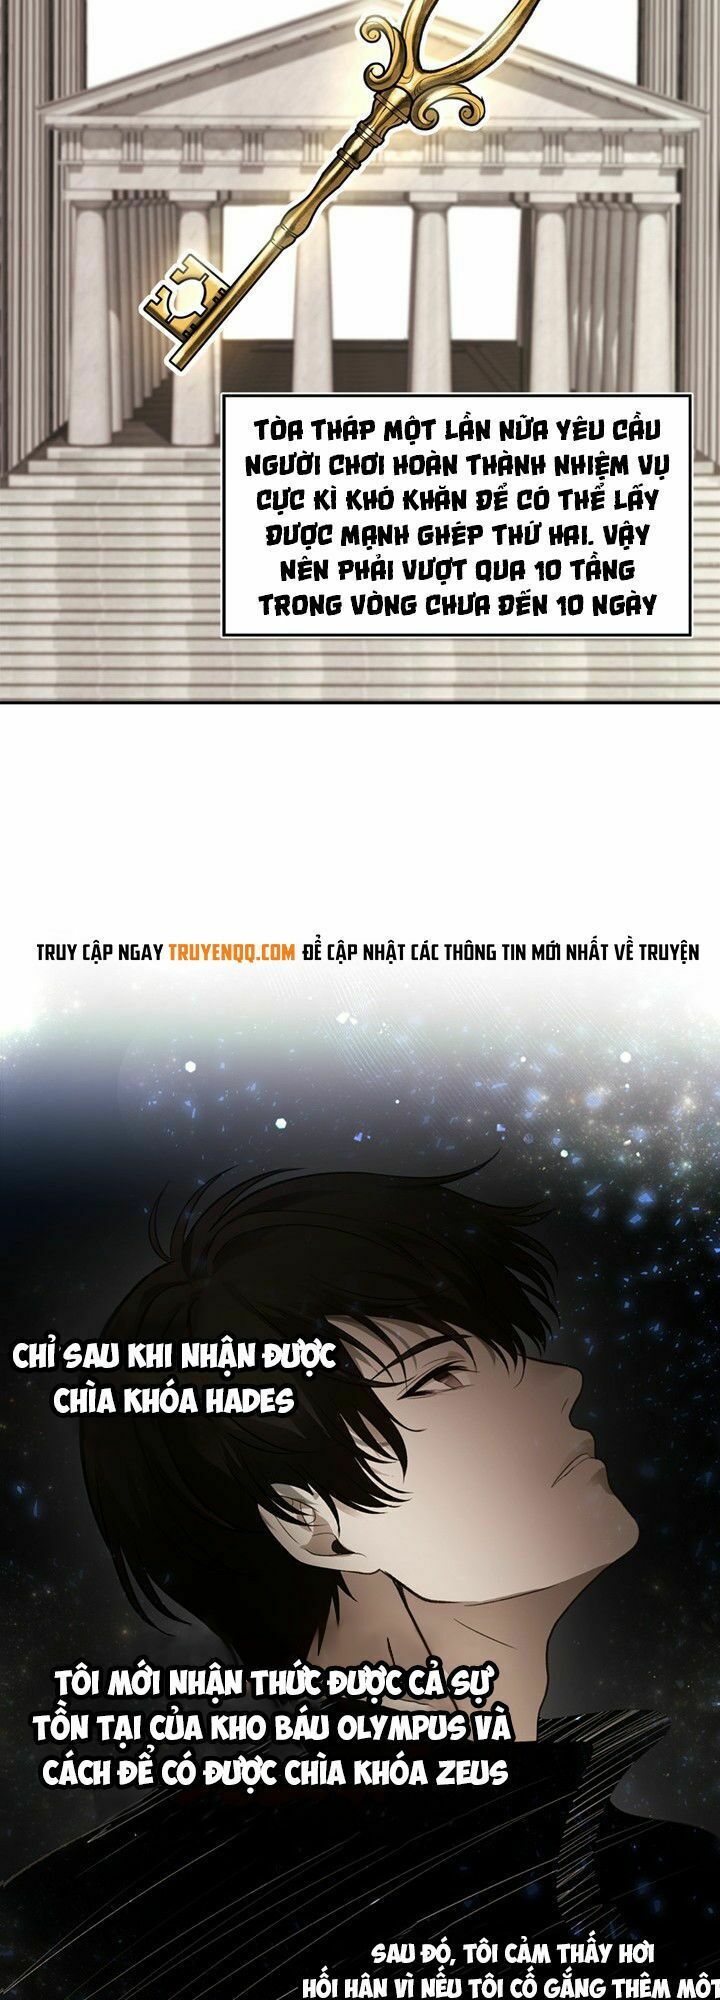 TÒA THÁP MỘT LẦN NỮA YÊU CẦU
NGƯỜI CHƠI HOÀN THÀNH NHIỆM VỤ
CỰC KÌ KHÓ KHĂN ĐỂ CÓ THỂ LẤY
ĐƯỢC MẠNH GHÉP THỨ HAI. VẬY
NÊN PHẢI VƯỢT QUA 10 TẦNG
TRONG VÒNG CHƯA ĐẾN 10 NGÀY
TRUY CẬP NGAY TRUYENQQ.COM ĐỂ CẬP NHẬT CÁC THÔNG TIN MỚI NHẤT VỀ TRUYỆN
CHỈ SAU KHI NHẬN ĐƯỢC
CHÌA KHÓA HADES
TÔI MỚI NHẬN THỨC ĐƯỢC CẢ SỰ
TỒN TẠI CỦA KHO BÁU OLYMPUS VÀ
CÁCH ĐỂ CÓ ĐƯỢC CHÌA KHÓA ZEUS
SAU ĐÓ, TÔI CẢM THẤY HƠI
HỐI HẬN VÌ NẾU TÔI CỐ GẮNG THÊM MỘT